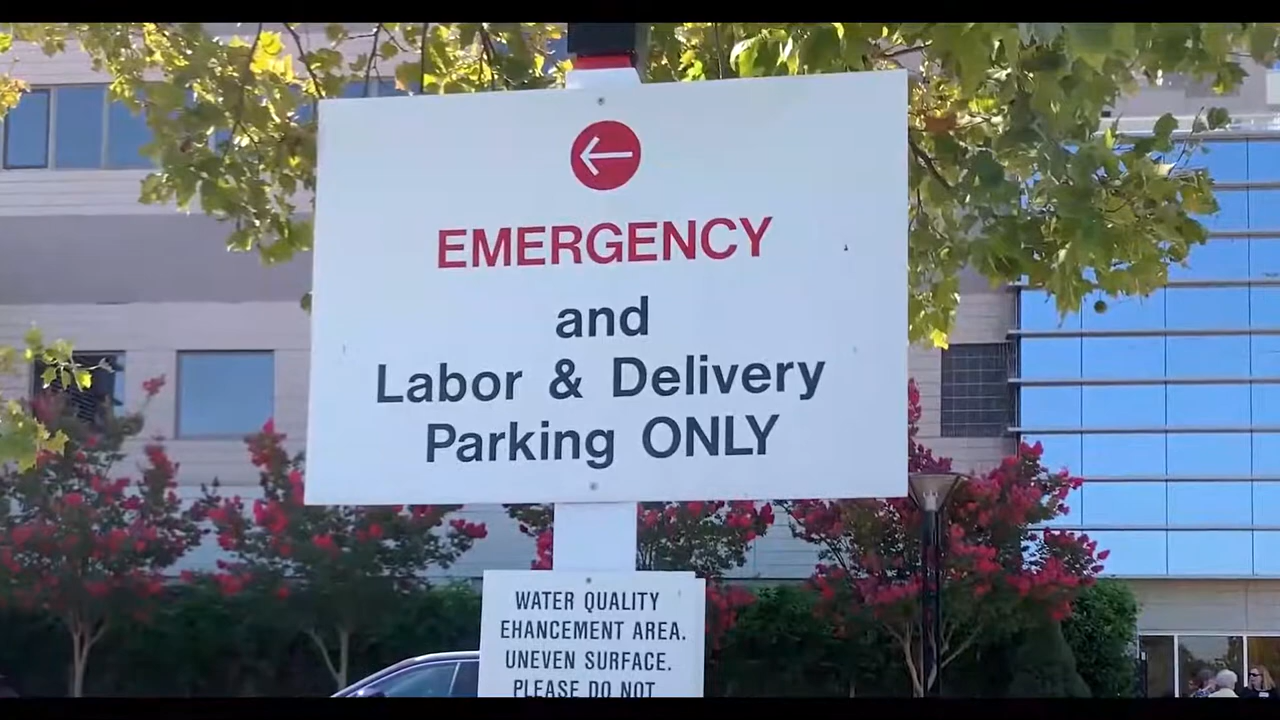 EMERGENCY
and
Labor & Delivery
Parking ONLY
WATER QUALITY
EHANCEMENT AREA.
UNEVEN SURFACE.
PLEASE DO NOT